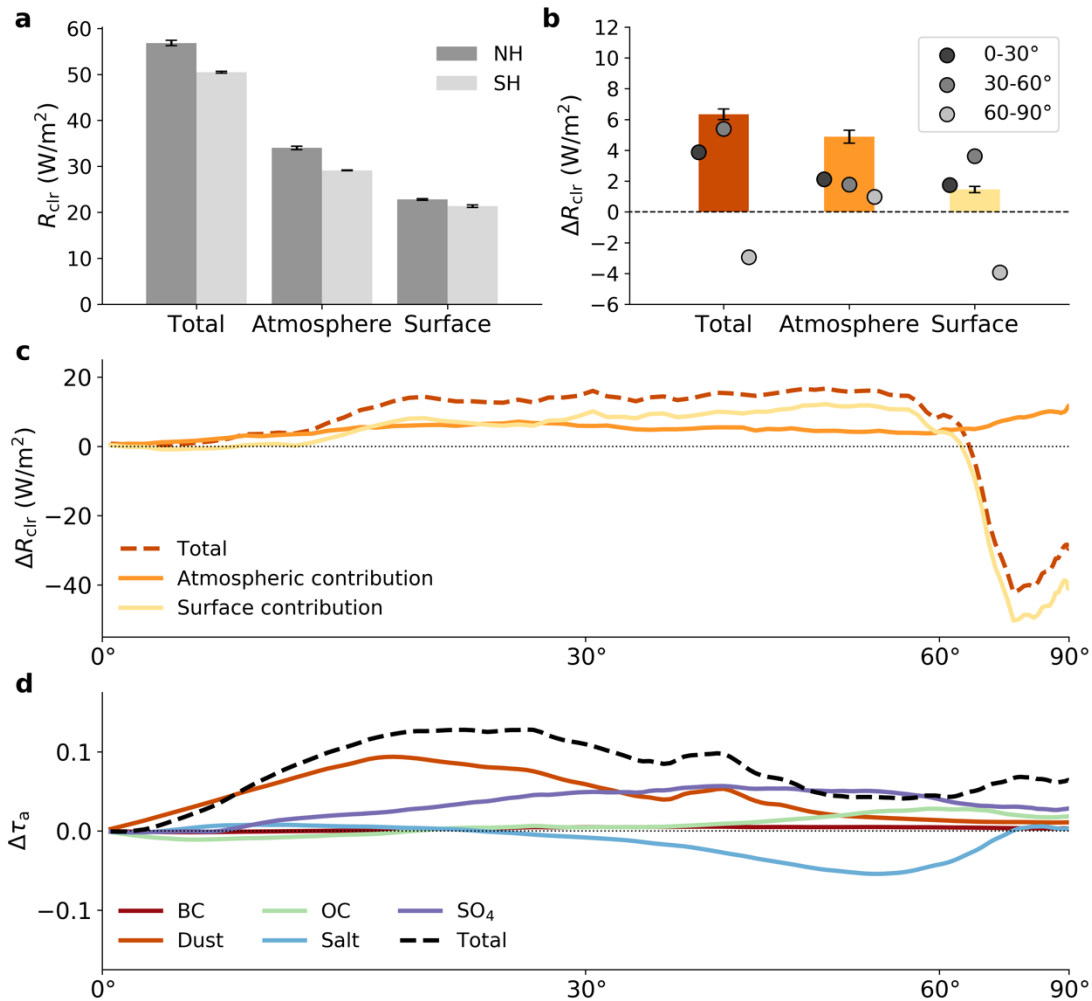 a
60
50
40
30
20
10
0
R_clr (W/m²)
NH
SH
Total
Atmosphere
Surface
b
12
10
8
6
4
2
0
−2
−4
−6
ΔR_clr (W/m²)
0-30°
30-60°
60-90°
Total
Atmosphere
Surface
c
20
0
−20
−40
ΔR_clr (W/m²)
Total
Atmospheric contribution
Surface contribution
0°
30°
60°
90°
d
0.1
0.0
−0.1
Δτ_a
BC
OC
SO₄
Dust
Salt
Total
0°
30°
60°
90°